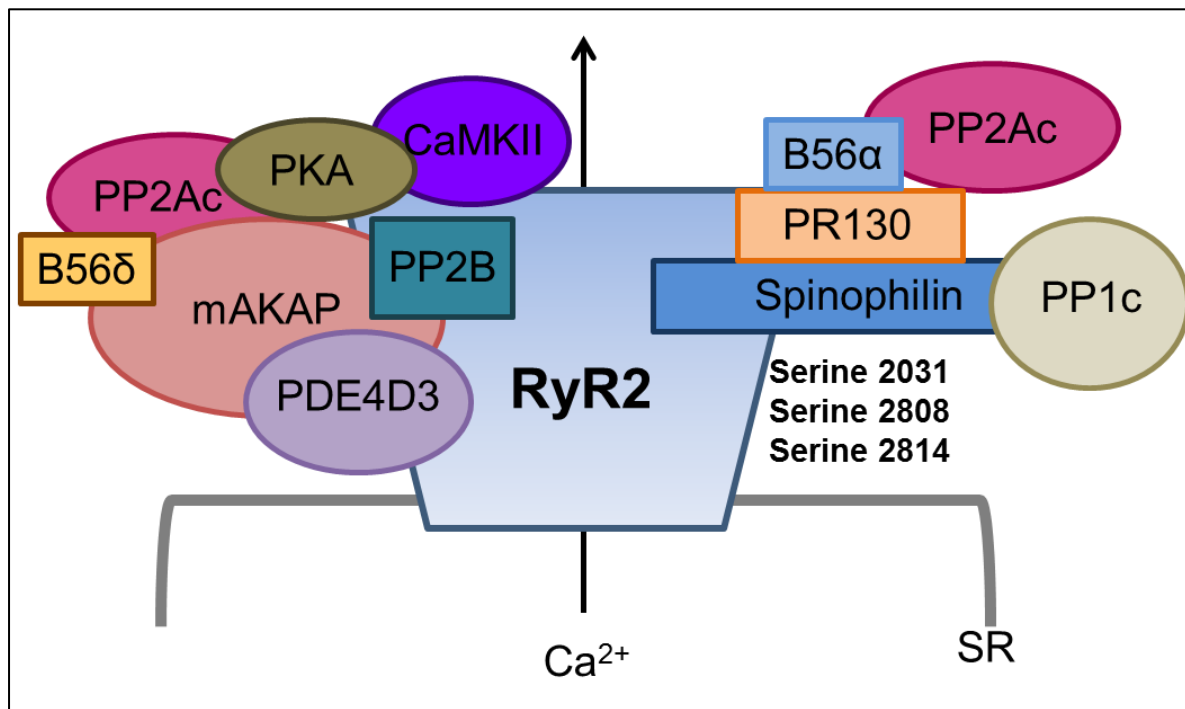 CaMKII
PP2Ac
PKA
PP2Ac
B56α
B56δ
PP2B
PR130
mAKAP
Spinophilin
PP1c
PDE4D3
RyR2
Serine 2031
Serine 2808
Serine 2814
Ca²⁺
SR